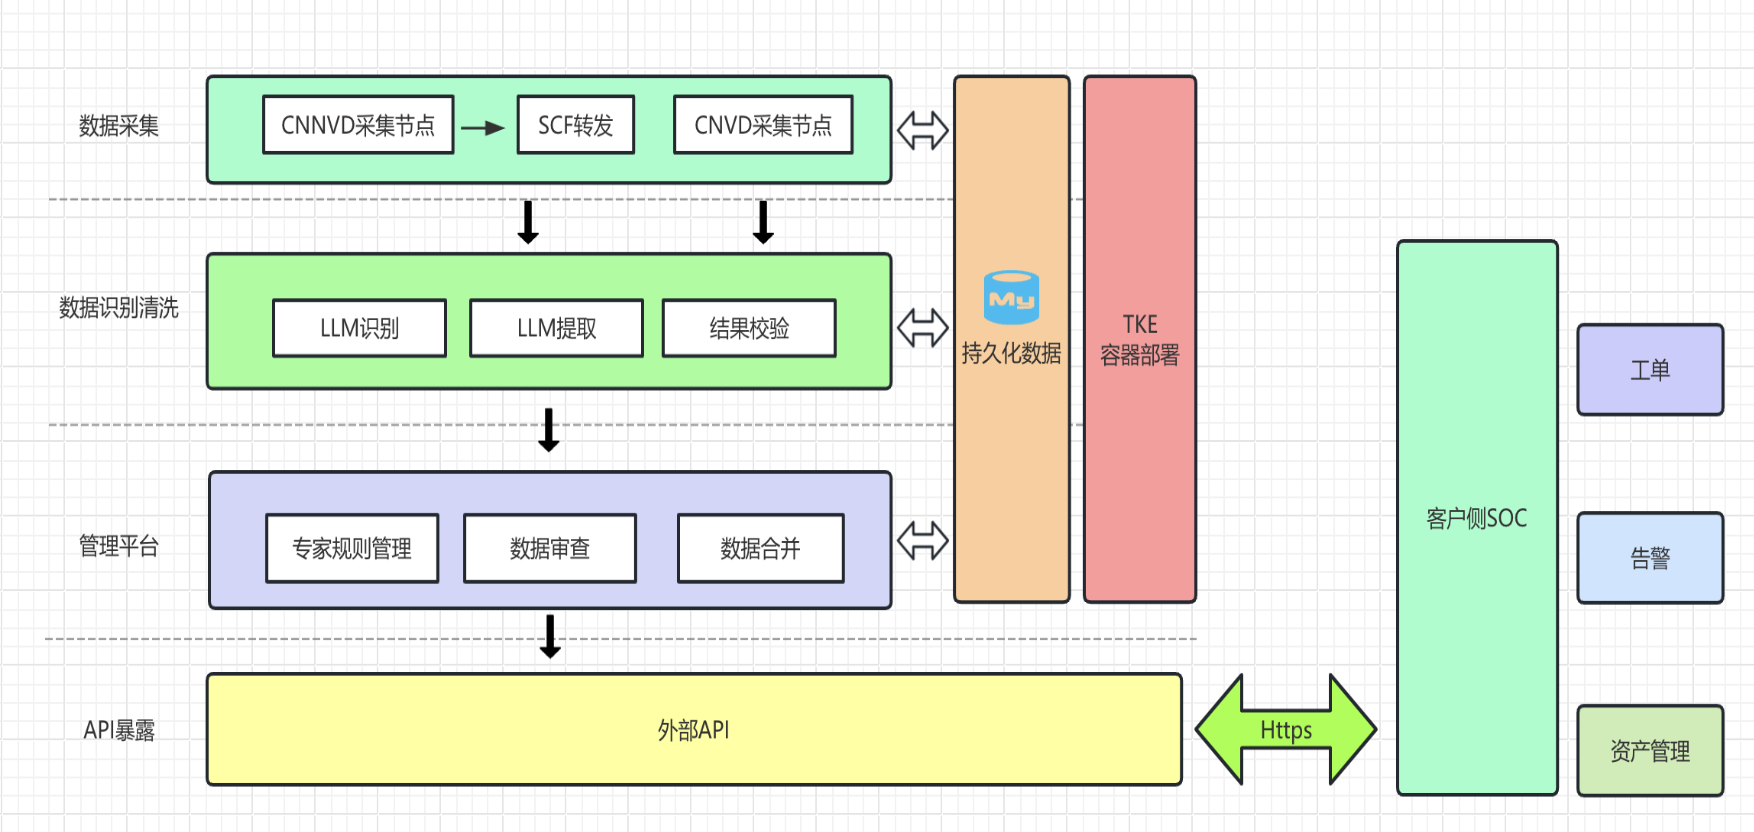 数据采集
CNNVD采集节点
SCF转发
CNVD采集节点
数据识别清洗
LLM识别
LLM提取
结果校验
My
持久化数据
TKE
容器部署
管理平台
专家规则管理
数据审查
数据合并
API暴露
外部API
Https
客户侧SOC
工单
告警
资产管理